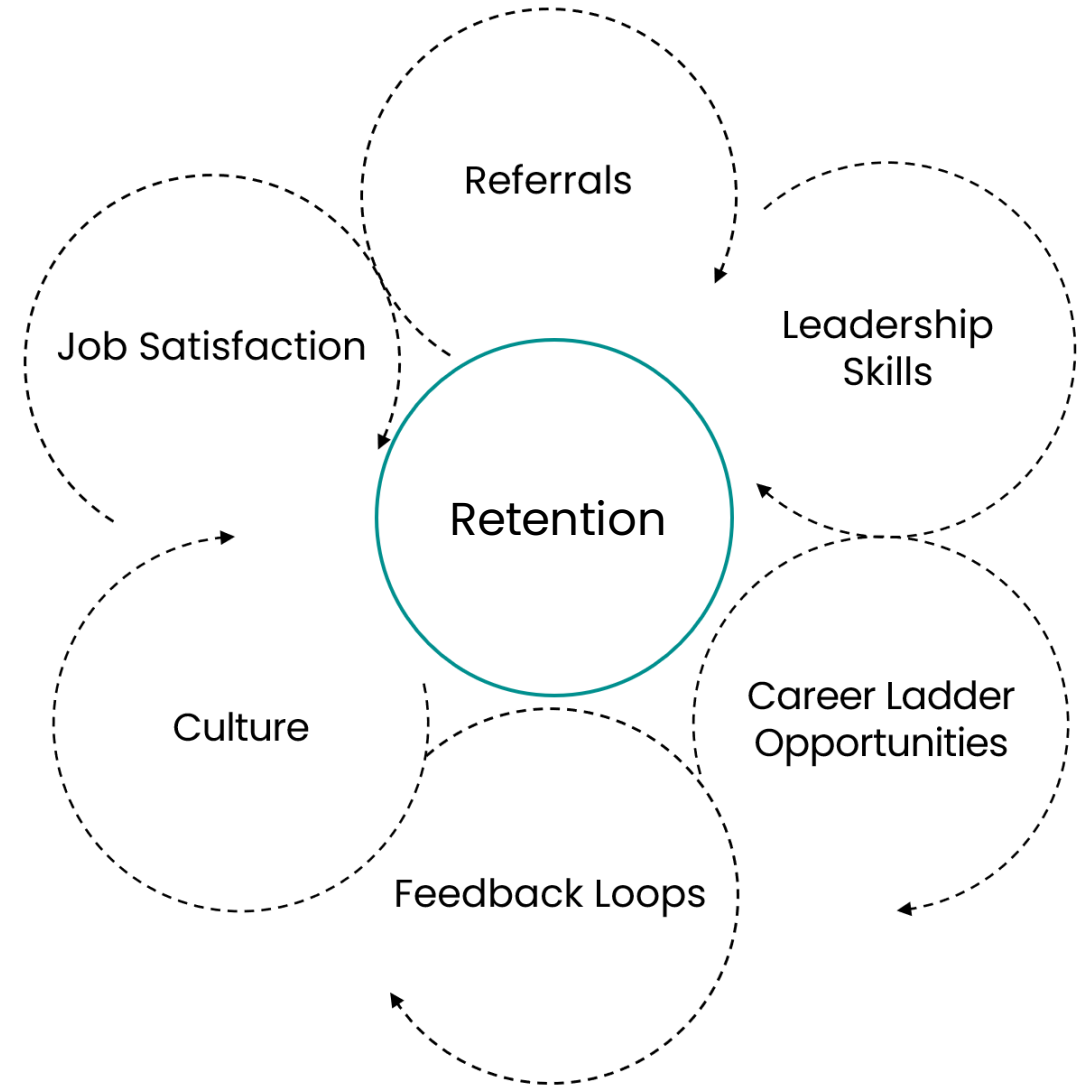 Referrals
Leadership
Skills
Job Satisfaction
Retention
Career Ladder
Opportunities
Culture
Feedback Loops